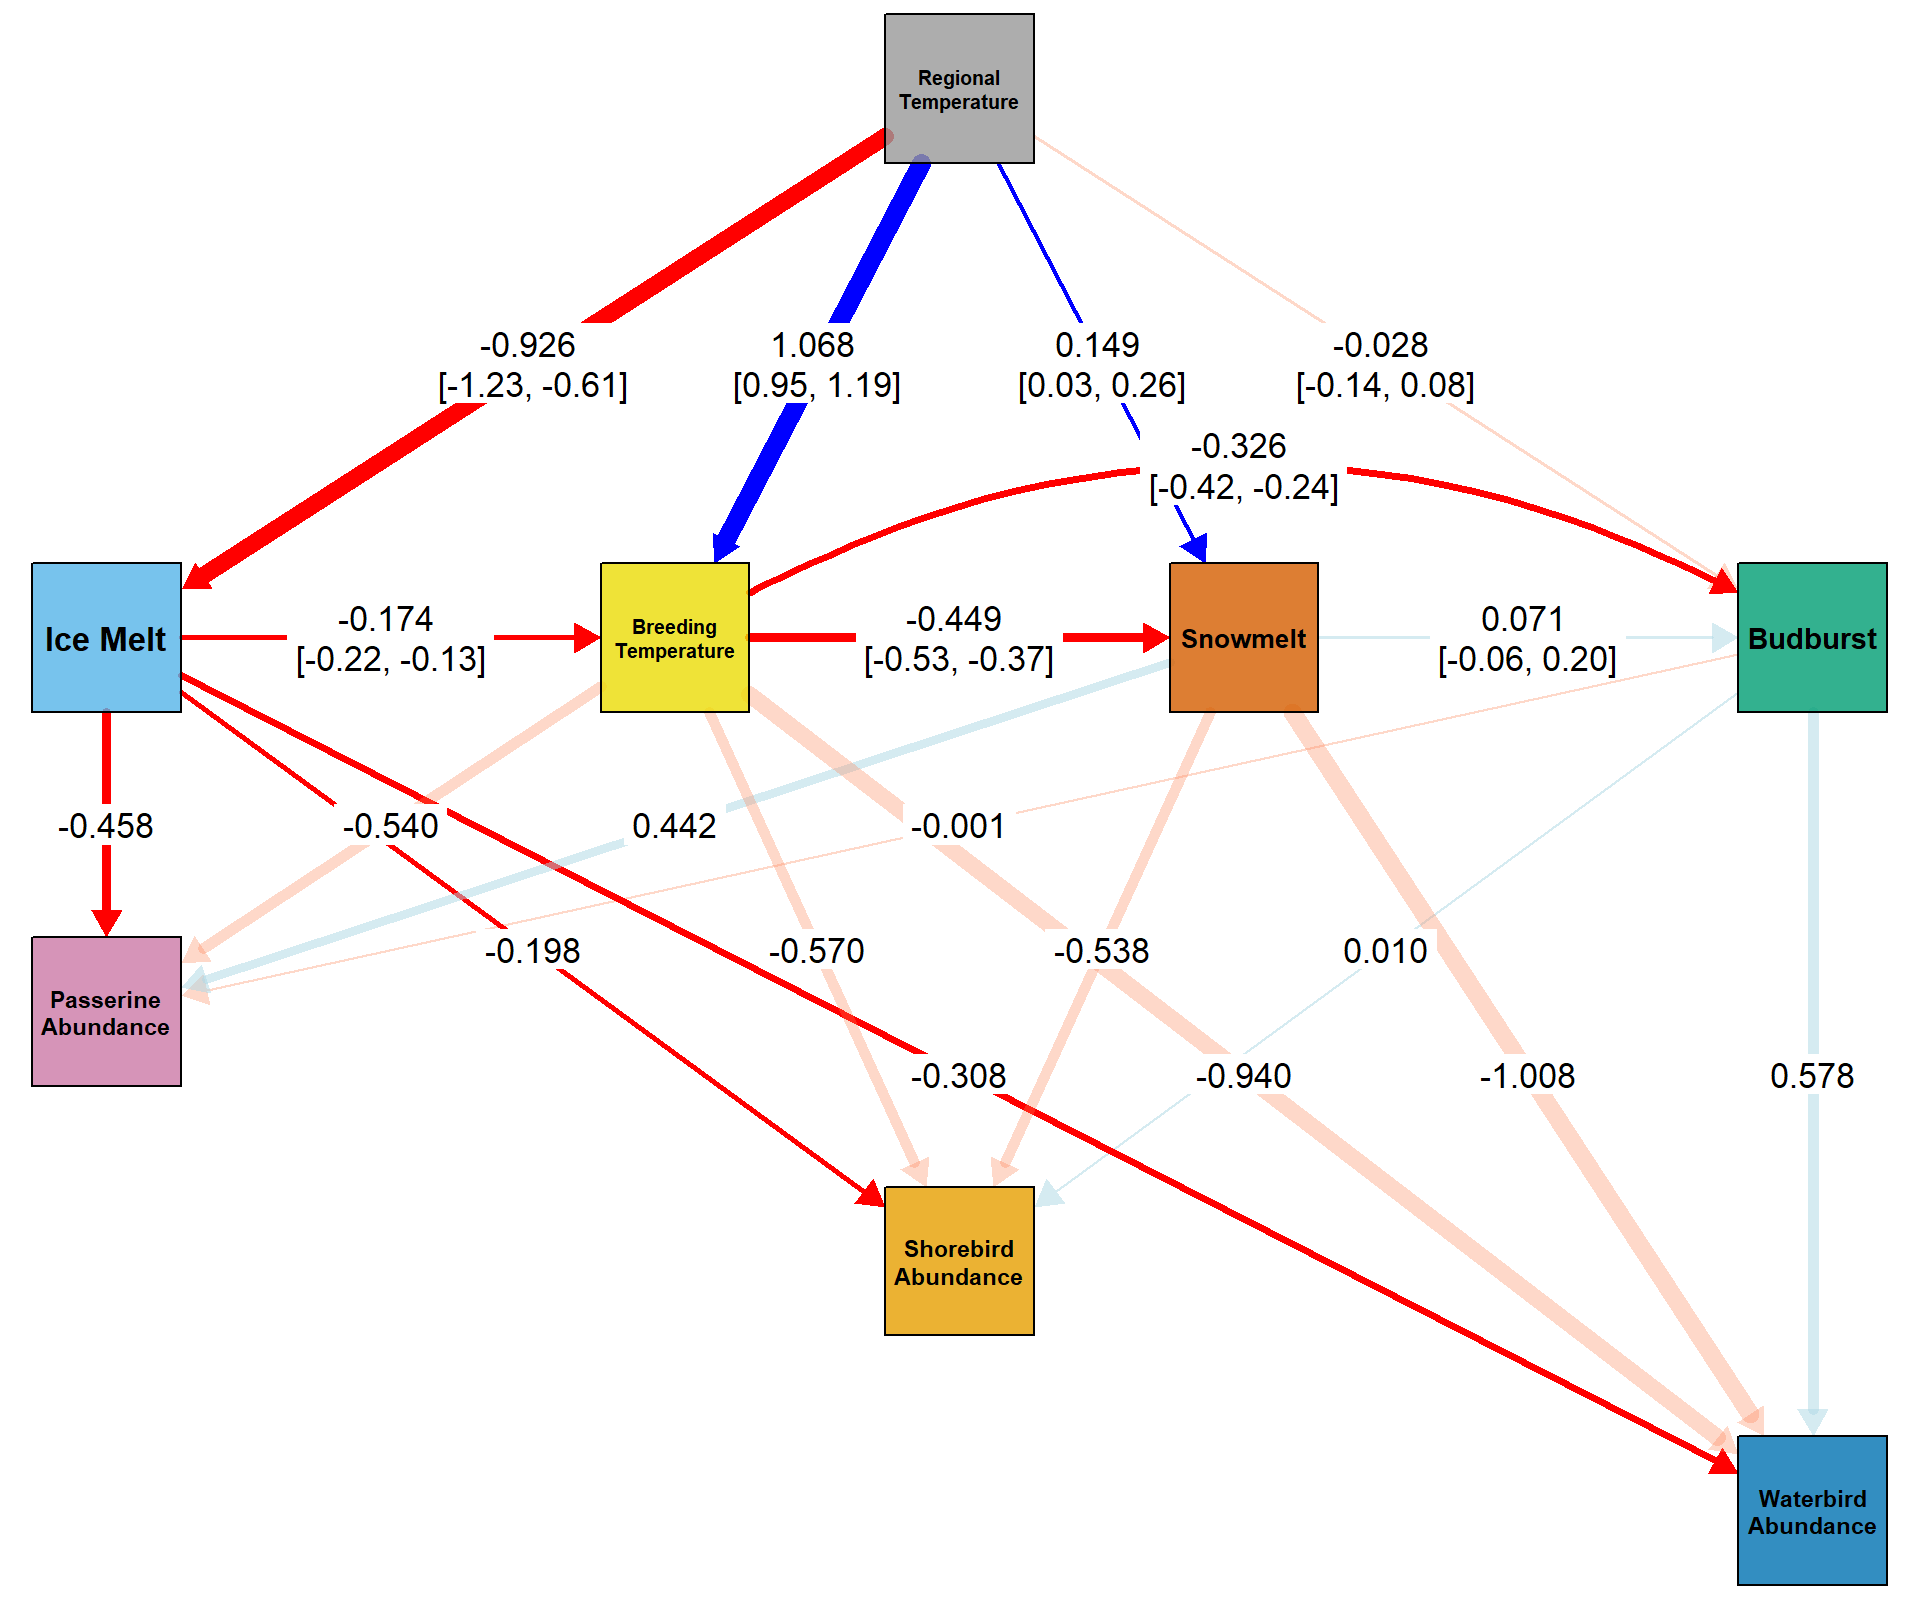 Regional
Temperature
-0.926
[-1.23, -0.61]
1.068
[0.95, 1.19]
0.149
[0.03, 0.26]
-0.028
[-0.14, 0.08]
-0.326
[-0.42, -0.24]
Ice Melt
-0.174
[-0.22, -0.13]
Breeding
Temperature
-0.449
[-0.53, -0.37]
Snowmelt
0.071
[-0.06, 0.20]
Budburst
-0.458
-0.540
0.442
-0.001
-0.198
-0.570
-0.538
0.010
Passerine
Abundance
-0.308
-0.940
-1.008
0.578
Shorebird
Abundance
Waterbird
Abundance